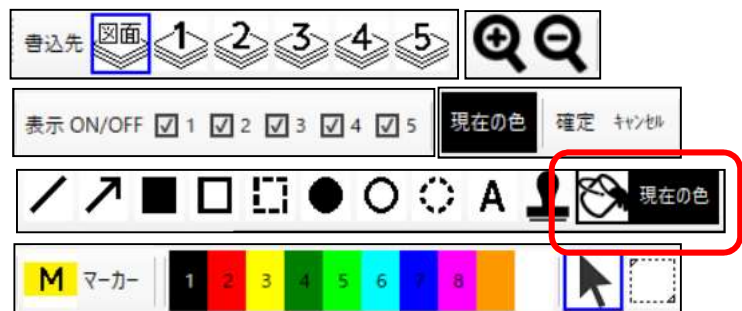 書込先 図面 1 2 3 4 5
表示 ON/OFF 1 2 3 4 5 現在の色 確定 キャンセル
A 現在の色
M マーカー 1 2 3 4 5 6 7 8